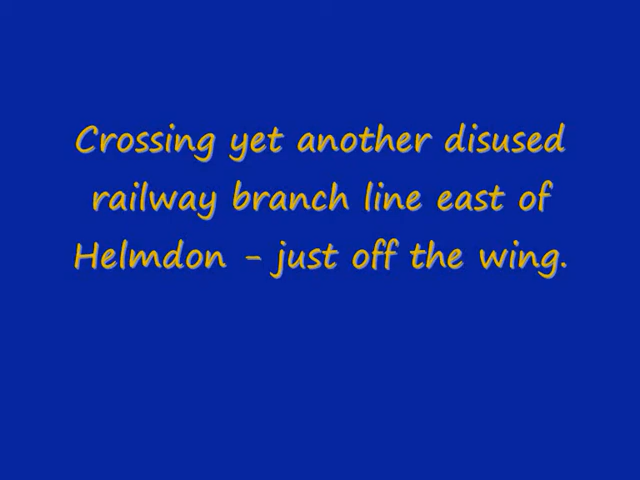 Crossing yet another disused
railway branch line east of
Helmdon - just off the wing.